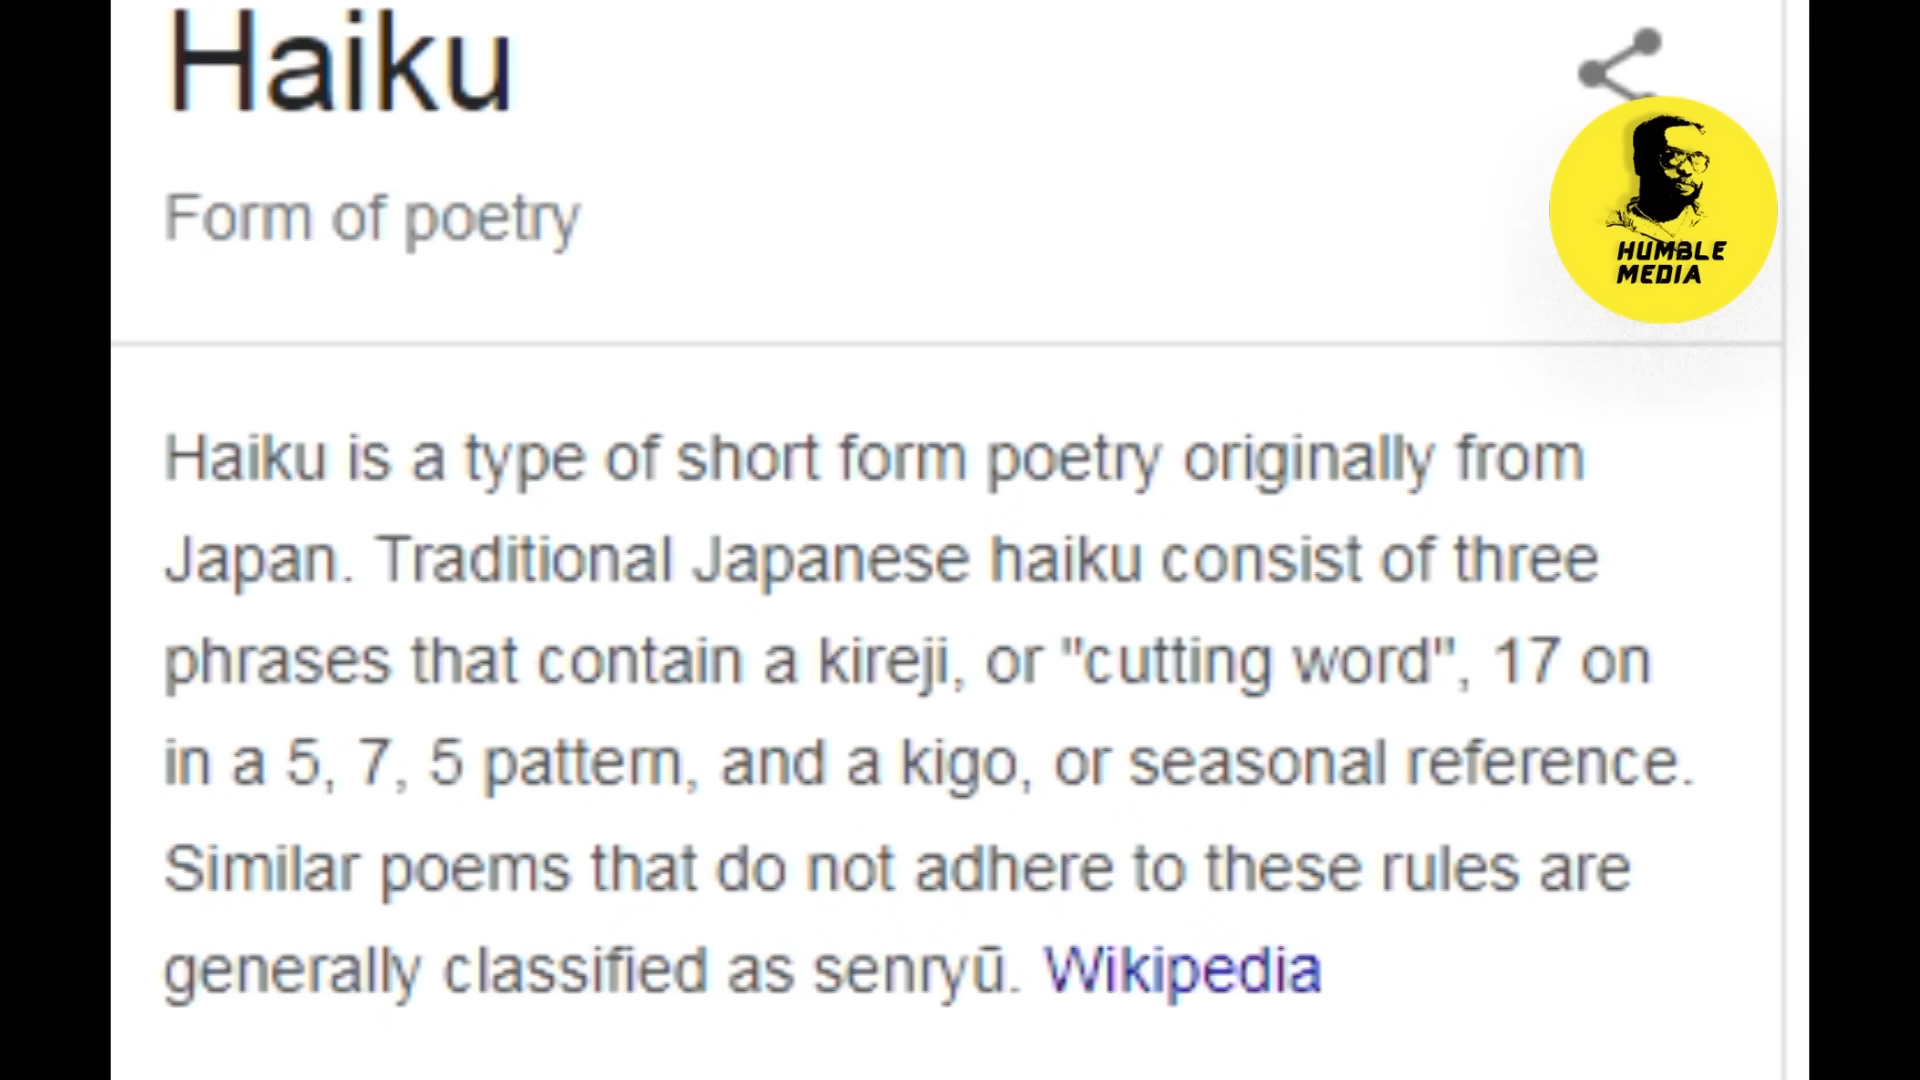 Haiku
Form of poetry
HUMBLE
MEDIA
Haiku is a type of short form poetry originally from
Japan. Traditional Japanese haiku consist of three
phrases that contain a kireji, or "cutting word", 17 on
in a 5, 7, 5 pattern, and a kigo, or seasonal reference.
Similar poems that do not adhere to these rules are
generally classified as senryū. Wikipedia